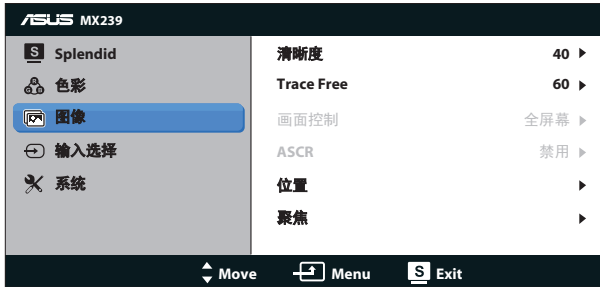 ASUS MX239
S Splendid
色彩
图像
输入选择
系统
清晰度 40
Trace Free 60
画面控制 全屏幕
ASCR 禁用
位置
聚焦
Move Menu S Exit